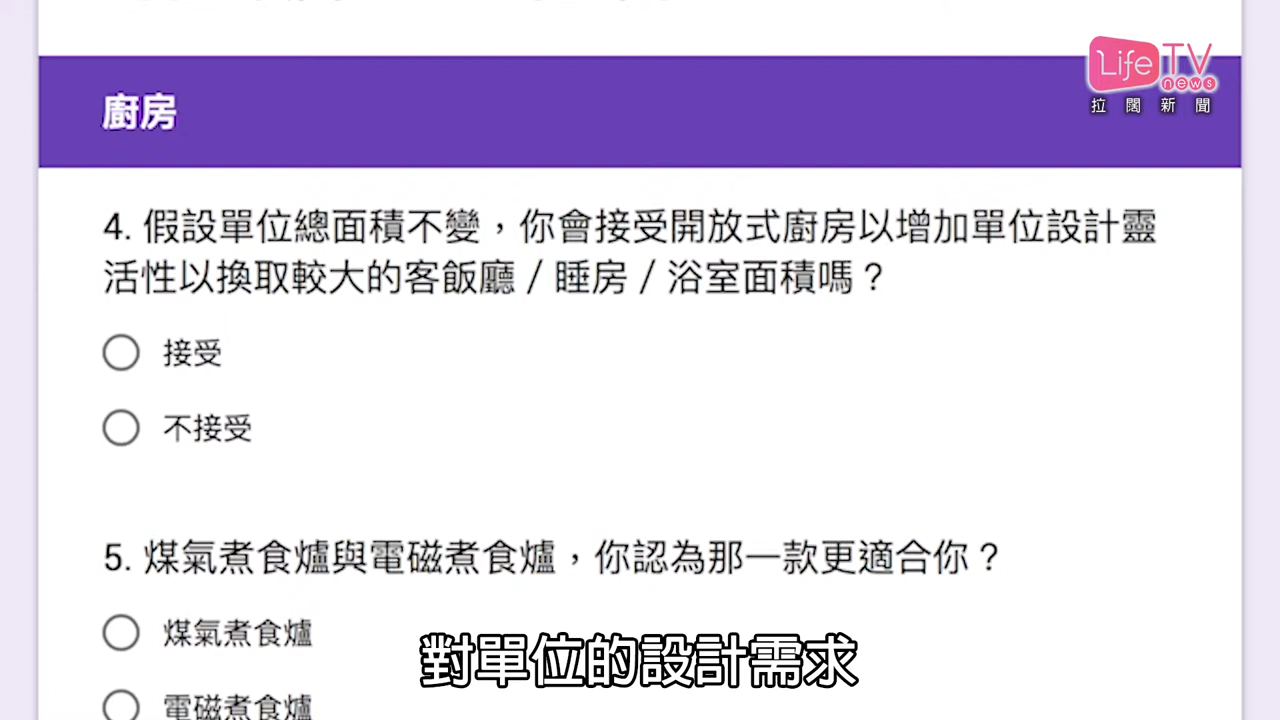 Life TV
news
拉闊新聞
廚房
4. 假設單位總面積不變，你會接受開放式廚房以增加單位設計靈
活性以換取較大的客飯廳 / 睡房 / 浴室面積嗎？
接受
不接受
5. 煤氣煮食爐與電磁煮食爐，你認為那一款更適合你？
煤氣煮食爐
電磁煮食爐
對單位的設計需求